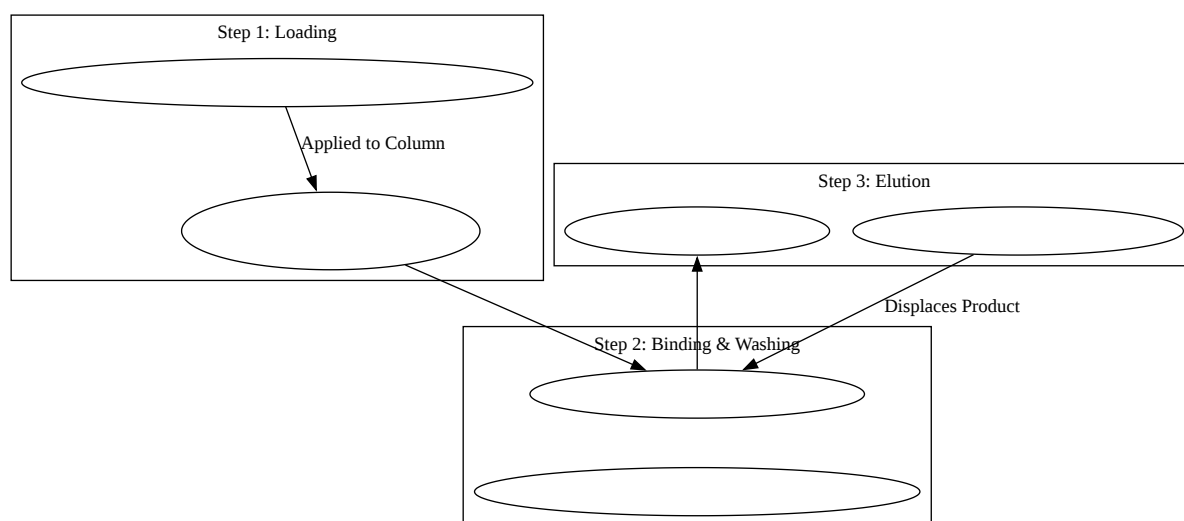 Step 1: Loading
Applied to Column
Step 3: Elution
Displaces Product
Step 2: Binding & Washing